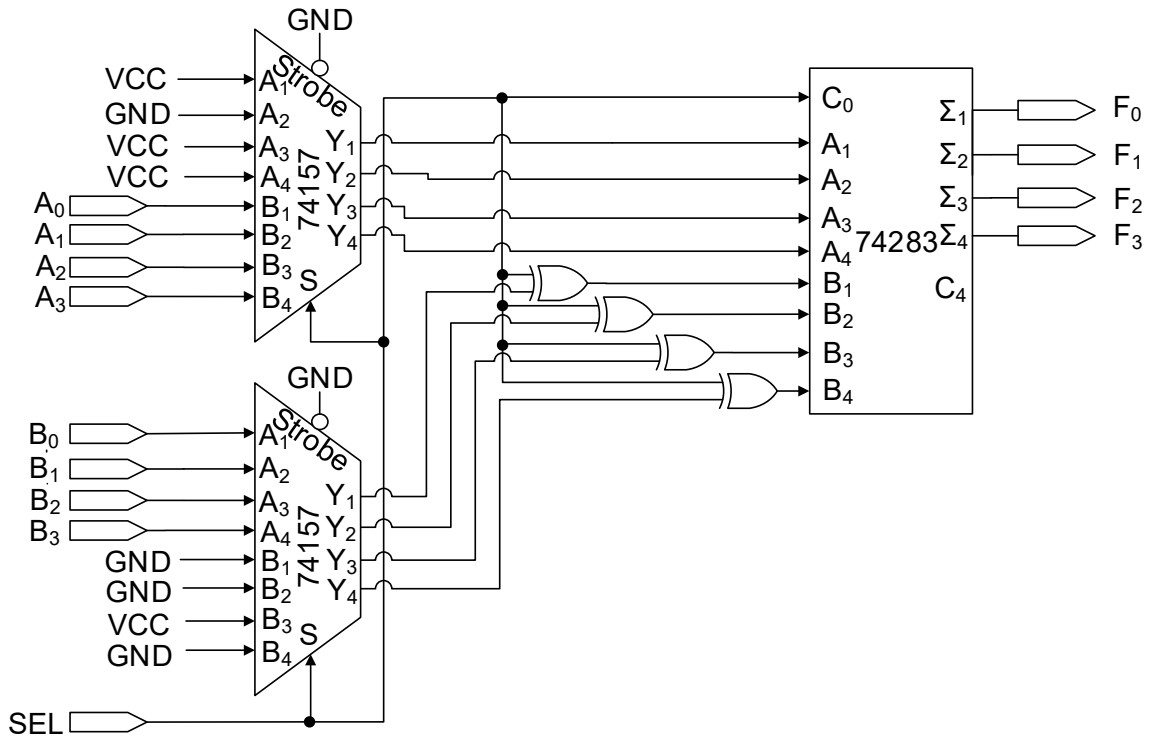 GND
Strobe
VCC A₁
GND A₂
VCC A₃
VCC A₄
A₀ B₁
A₁ B₂
A₂ B₃
A₃ B₄
74157
Y₁
Y₂
Y₃
Y₄
S
GND
Strobe
B₀ A₁
B₁ A₂
B₂ A₃
B₃ A₄
GND B₁
GND B₂
VCC B₃
GND B₄
74157
Y₁
Y₂
Y₃
Y₄
S
SEL
C₀
A₁
A₂
A₃
A₄
B₁
B₂
B₃
B₄
74283
Σ₁ F₀
Σ₂ F₁
Σ₃ F₂
Σ₄ F₃
C₄